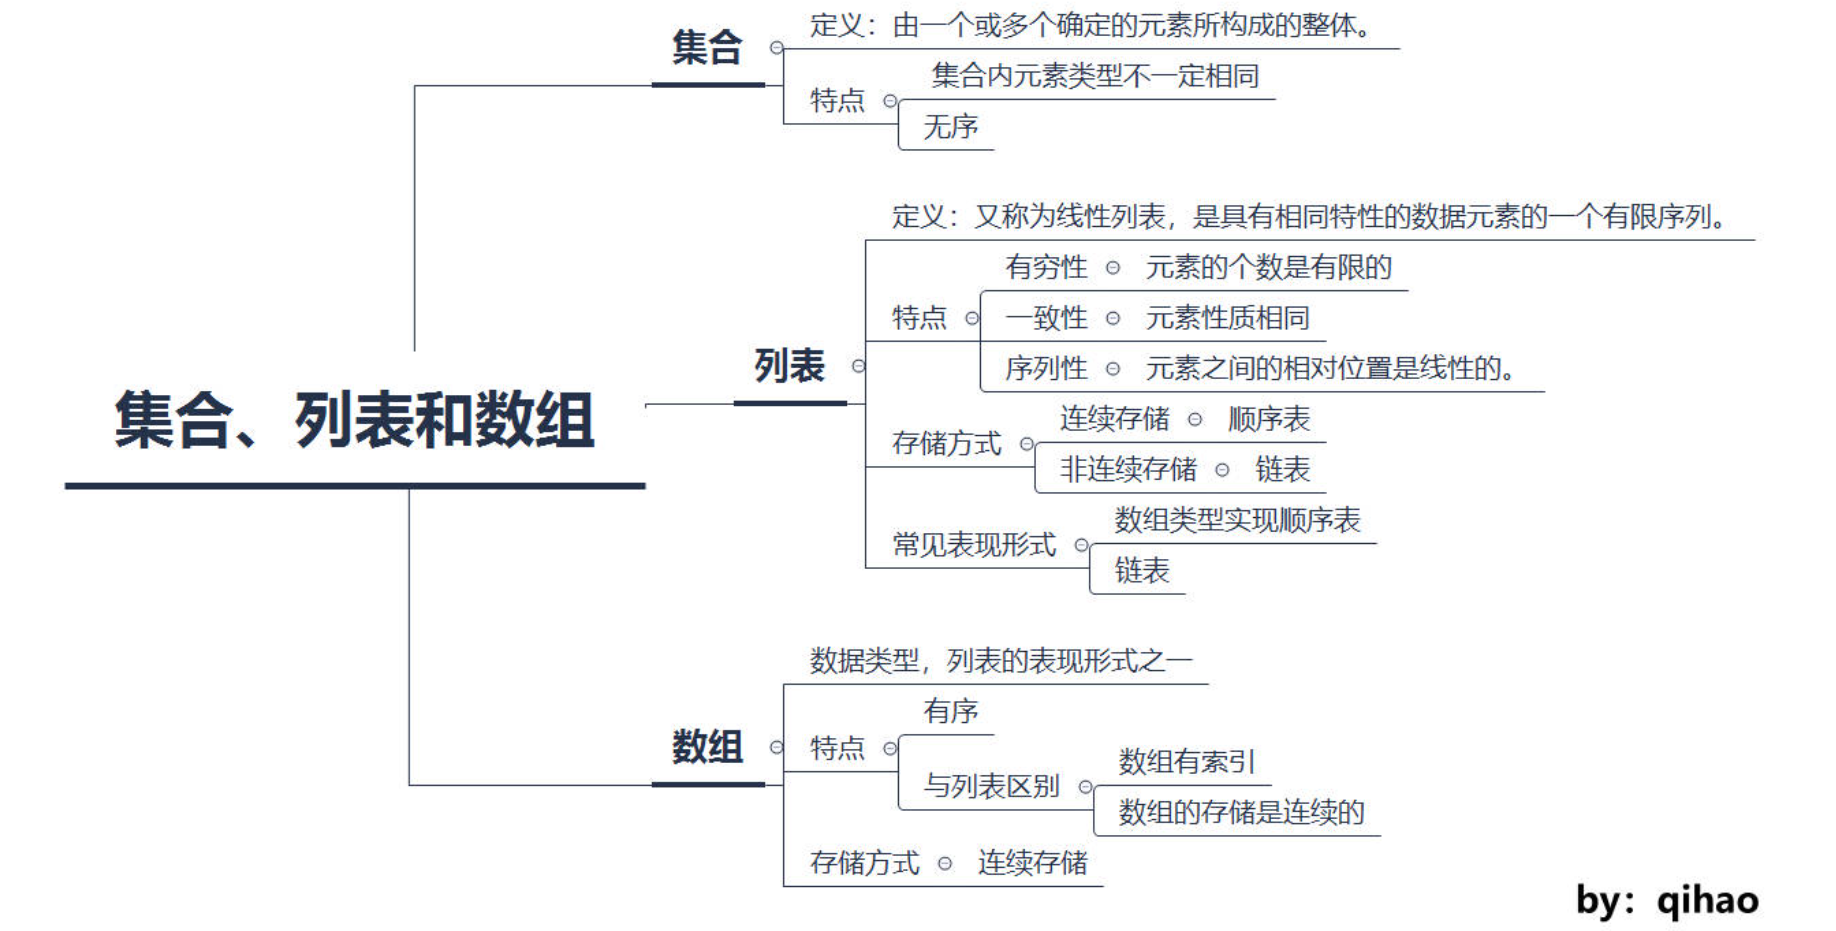 集合
定义：由一个或多个确定的元素所构成的整体。
特点
集合内元素类型不一定相同
无序
集合、列表和数组
列表
定义：又称为线性列表，是具有相同特性的数据元素的一个有限序列。
特点
有穷性 元素的个数是有限的
一致性 元素性质相同
序列性 元素之间的相对位置是线性的。
存储方式
连续存储 顺序表
非连续存储 链表
常见表现形式
数组类型实现顺序表
链表
数组
数据类型，列表的表现形式之一
特点
有序
与列表区别
数组有索引
数组的存储是连续的
存储方式 连续存储
by：qihao